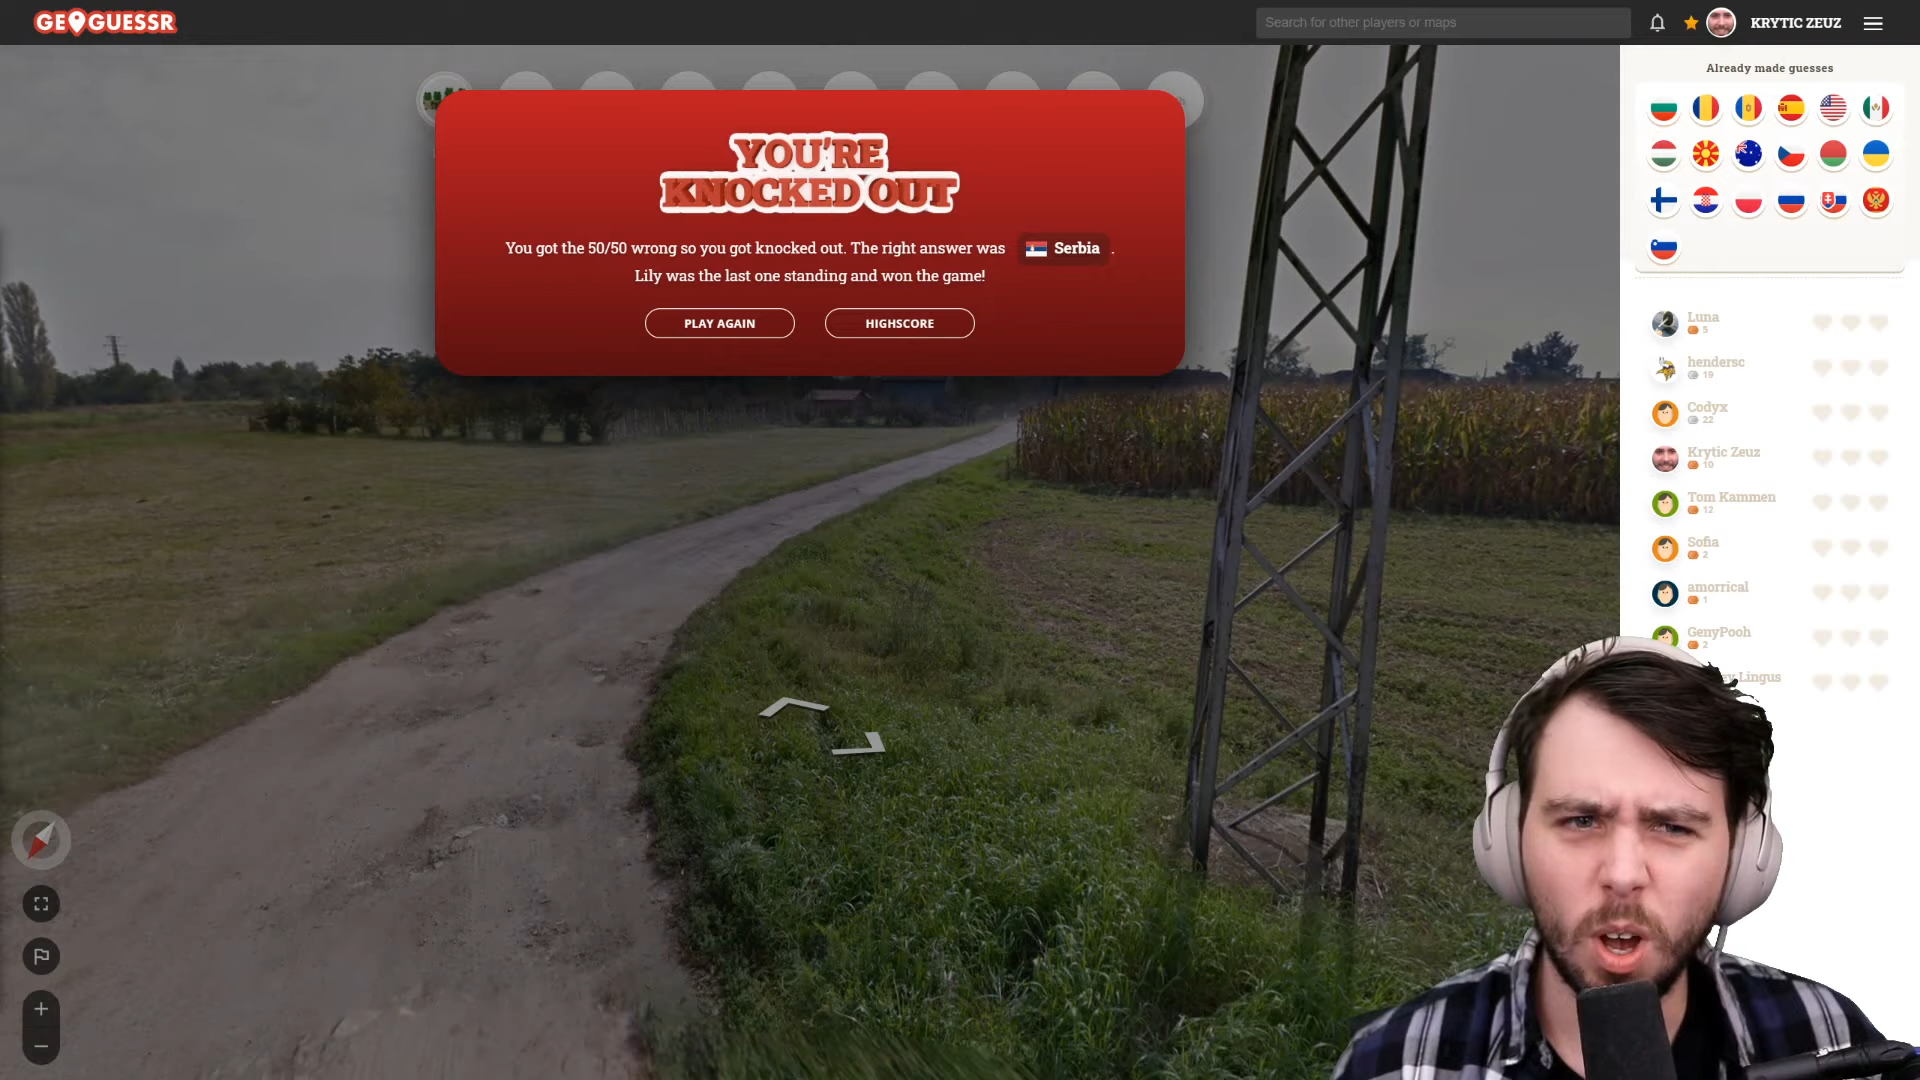 GEOGUESSR
Search for other players or maps
KRYTIC ZEUZ
Already made guesses
YOU'RE
KNOCKED OUT
You got the 50/50 wrong so you got knocked out. The right answer was Serbia .
Lily was the last one standing and won the game!
PLAY AGAIN
HIGHSCORE
Luna
5
hendersc
19
Codyx
22
Krytic Zeuz
10
Tom Kammen
12
Sofia
2
amorrical
1
GenyPooh
2
Lingus